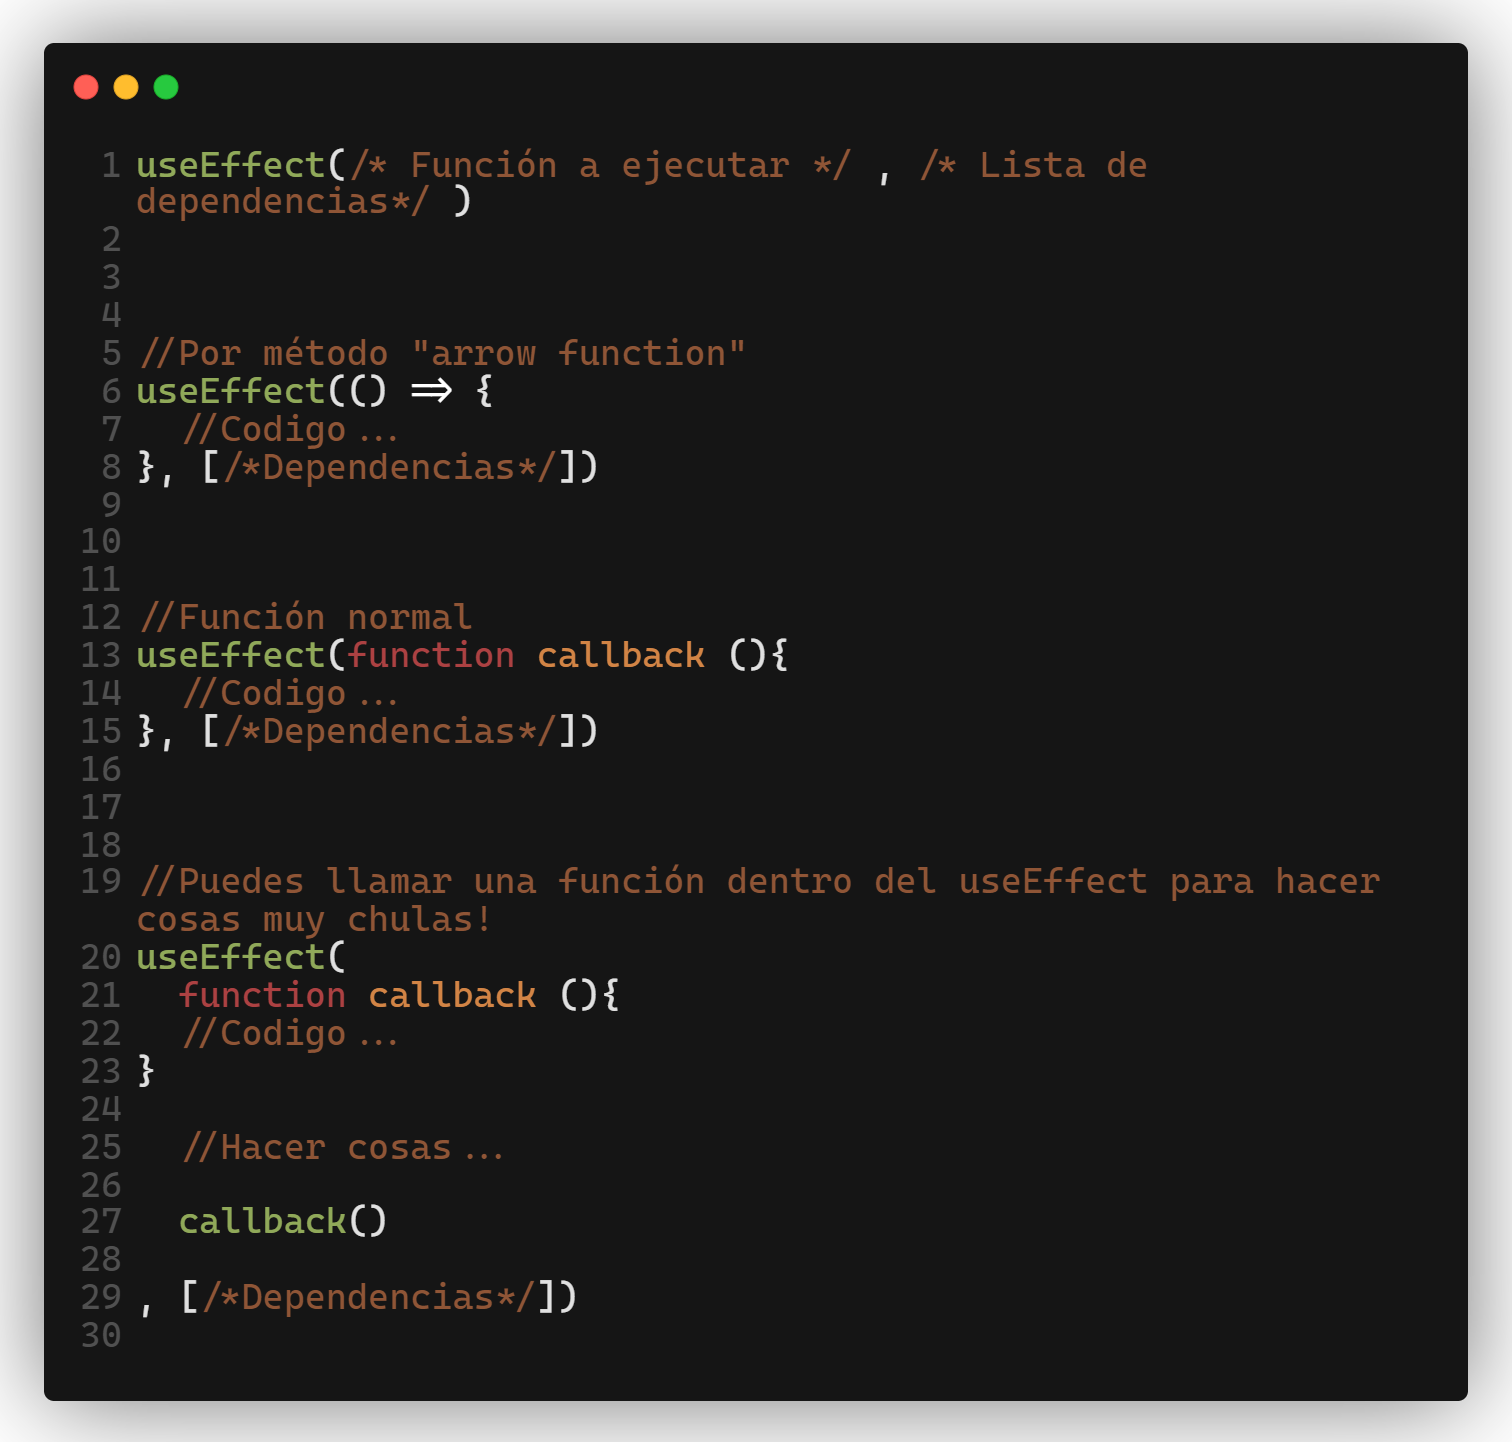 1 useEffect(/* Función a ejecutar */ , /* Lista de
dependencias*/ )
2
3
4
5 //Por método "arrow function"
6 useEffect(() => {
7   //Codigo...
8 }, [/*Dependencias*/])
9
10
11
12 //Función normal
13 useEffect(function callback (){
14   //Codigo...
15 }, [/*Dependencias*/])
16
17
18
19 //Puedes llamar una función dentro del useEffect para hacer
cosas muy chulas!
20 useEffect(
21   function callback (){
22   //Codigo...
23 }
24
25   //Hacer cosas...
26
27   callback()
28
29 , [/*Dependencias*/])
30